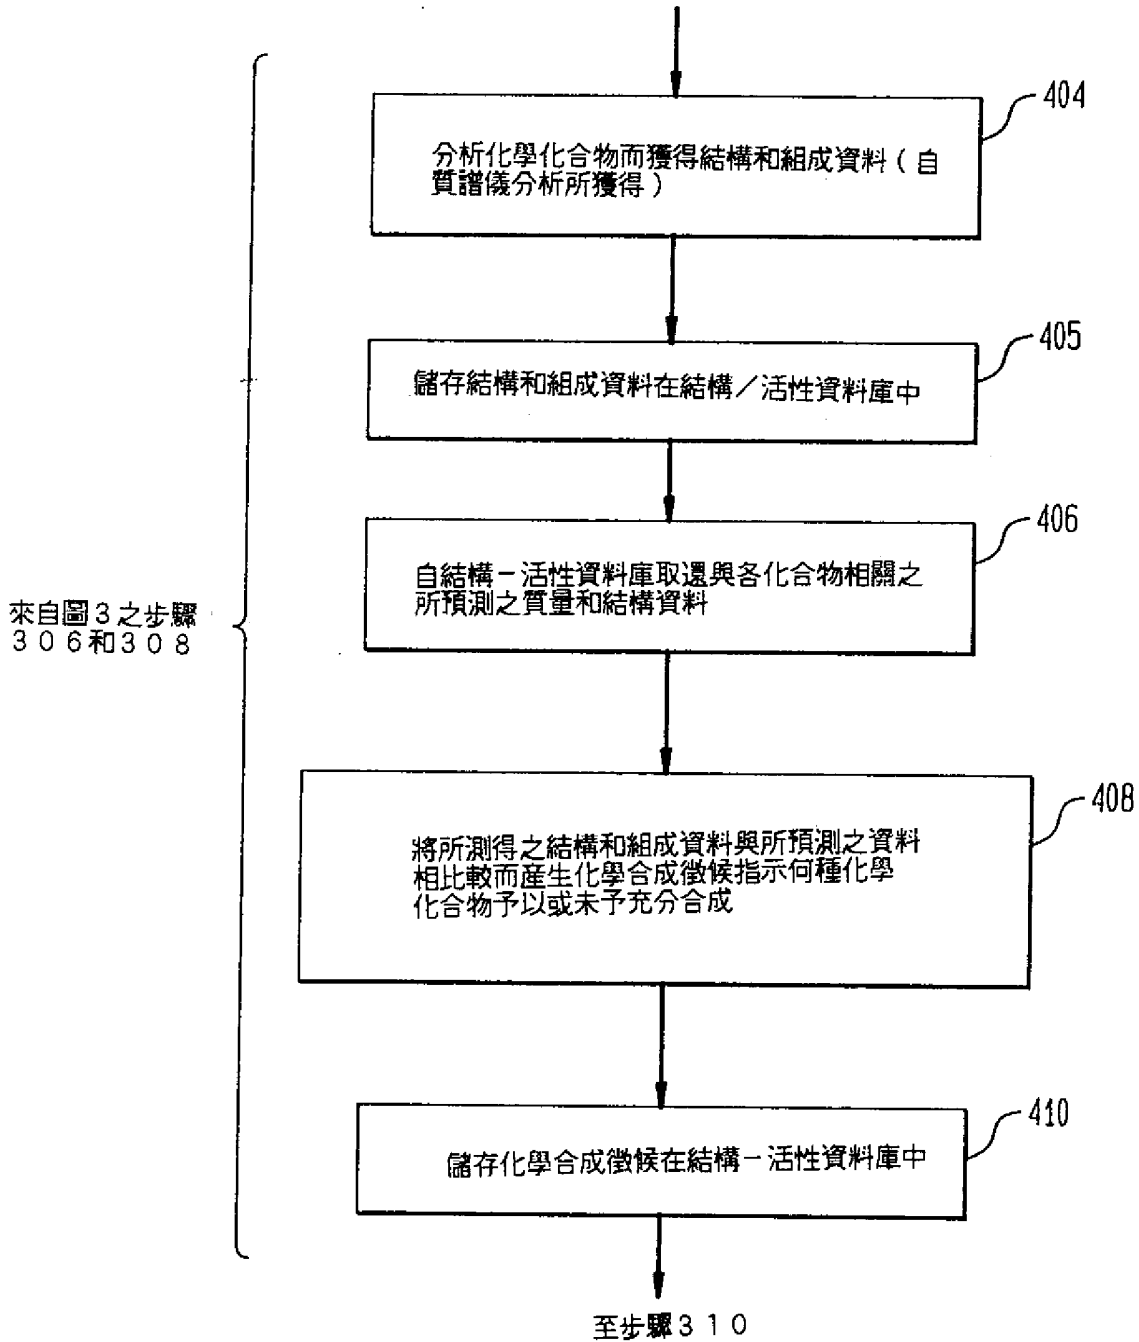 404
分析化學化合物而獲得結構和組成資料（自
質譜儀分析所獲得）
405
儲存結構和組成資料在結構／活性資料庫中
406
自結構－活性資料庫取還與各化合物相關之
所預測之質量和結構資料
來自圖３之步驟
３０６和３０８
408
將所測得之結構和組成資料與所預測之資料
相比較而產生化學合成徵候指示何種化學
化合物予以或未予充分合成
410
儲存化學合成徵候在結構－活性資料庫中
至步驟３１０